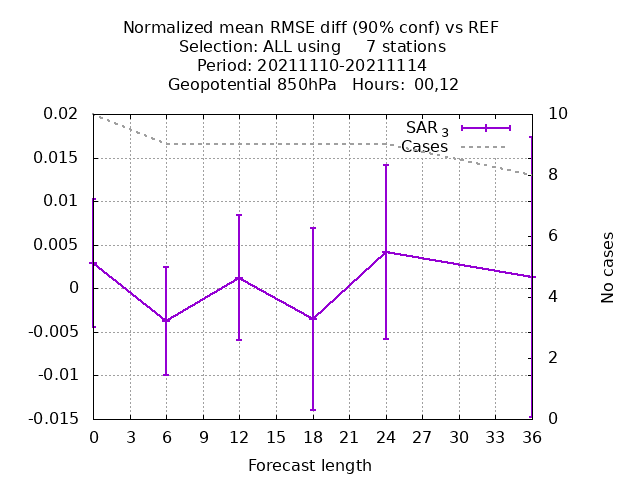 Normalized mean RMSE diff (90% conf) vs REF
Selection: ALL using     7 stations
Period: 20211110-20211114
Geopotential 850hPa   Hours:  00,12
0.02
0.015
0.01
0.005
0
-0.005
-0.01
-0.015
SAR 3
Cases
10
8
6
4
2
0
No cases
0 3 6 9 12 15 18 21 24 27 30 33 36
Forecast length